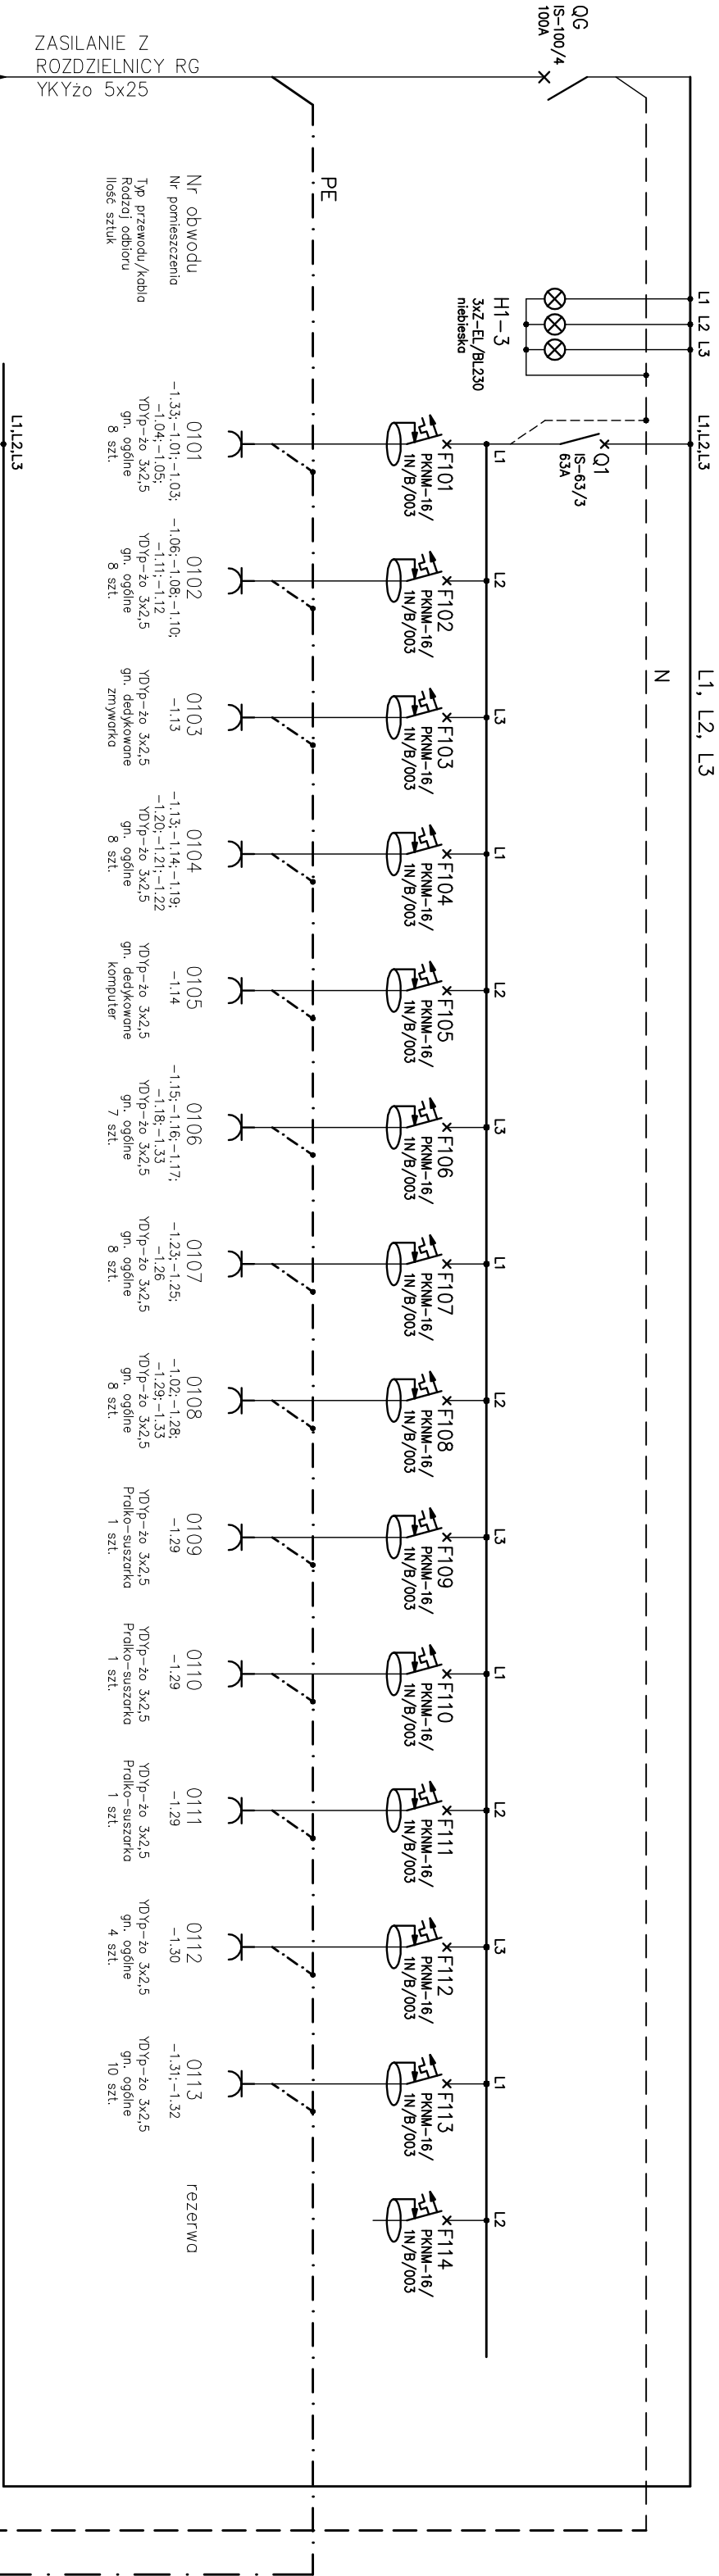 ZASILANIE Z
ROZDZIELNICY RG
YKYżo 5x25
QG
IS-100/4
100A
L1
L2
L3
H1-3
3xZ-EL/BL230
niebieska
L1,L2,L3
Q1
IS-63/3
63A
L1, L2, L3
N
PE
Nr obwodu
Nr pomieszczenia
Typ przewodu/kabla
Rodzaj odbioru
Ilość sztuk
L1,L2,L3
L1
F101
PKNM-16/
1N/B/003
0101
-1.33;-1.01;-1.03;
-1.04;-1.05;
YDYp-żo 3x2,5
gn. ogólne
8 szt.
L2
F102
PKNM-16/
1N/B/003
0102
-1.06;-1.08;-1.10;
-1.11;-1.12
YDYp-żo 3x2,5
gn. ogólne
8 szt.
L3
F103
PKNM-16/
1N/B/003
0103
-1.13
YDYp-żo 3x2,5
gn. dedykowane
zmywarka
L1
F104
PKNM-16/
1N/B/003
0104
-1.13;-1.14;-1.19;
-1.20;-1.21;-1.22
YDYp-żo 3x2,5
gn. ogólne
8 szt.
L2
F105
PKNM-16/
1N/B/003
0105
-1.14
YDYp-żo 3x2,5
gn. dedykowane
komputer
L3
F106
PKNM-16/
1N/B/003
0106
-1.15;-1.16;-1.17;
-1.18;-1.33
YDYp-żo 3x2,5
gn. ogólne
7 szt.
L1
F107
PKNM-16/
1N/B/003
0107
-1.23;-1.25;
-1.26
YDYp-żo 3x2,5
gn. ogólne
8 szt.
L2
F108
PKNM-16/
1N/B/003
0108
-1.02;-1.28;
-1.29;-1.33
YDYp-żo 3x2,5
gn. ogólne
8 szt.
L3
F109
PKNM-16/
1N/B/003
0109
-1.29
YDYp-żo 3x2,5
Pralko-suszarka
1 szt.
L1
F110
PKNM-16/
1N/B/003
0110
-1.29
YDYp-żo 3x2,5
Pralko-suszarka
1 szt.
L2
F111
PKNM-16/
1N/B/003
0111
-1.29
YDYp-żo 3x2,5
Pralko-suszarka
1 szt.
L3
F112
PKNM-16/
1N/B/003
0112
-1.30
YDYp-żo 3x2,5
gn. ogólne
4 szt.
L1
F113
PKNM-16/
1N/B/003
0113
-1.31;-1.32
YDYp-żo 3x2,5
gn. ogólne
10 szt.
L2
F114
PKNM-16/
1N/B/003
rezerwa